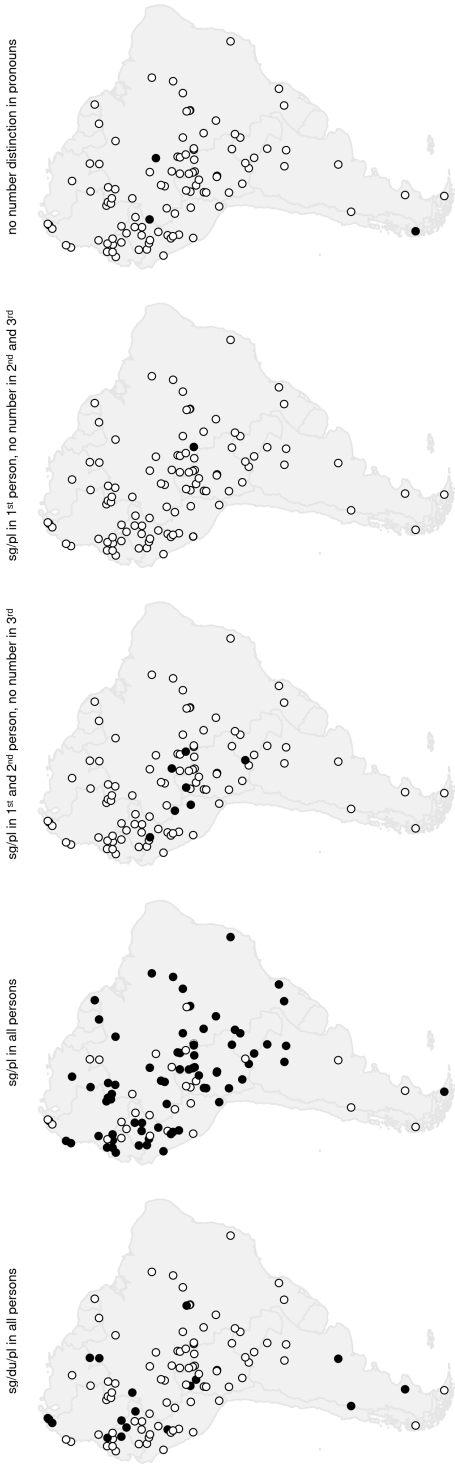 no number distinction in pronouns
sg/pl in 1st person, no number in 2nd and 3rd
sg/pl in 1st and 2nd person, no number in 3rd
sg/pl in all persons
sg/du/pl in all persons